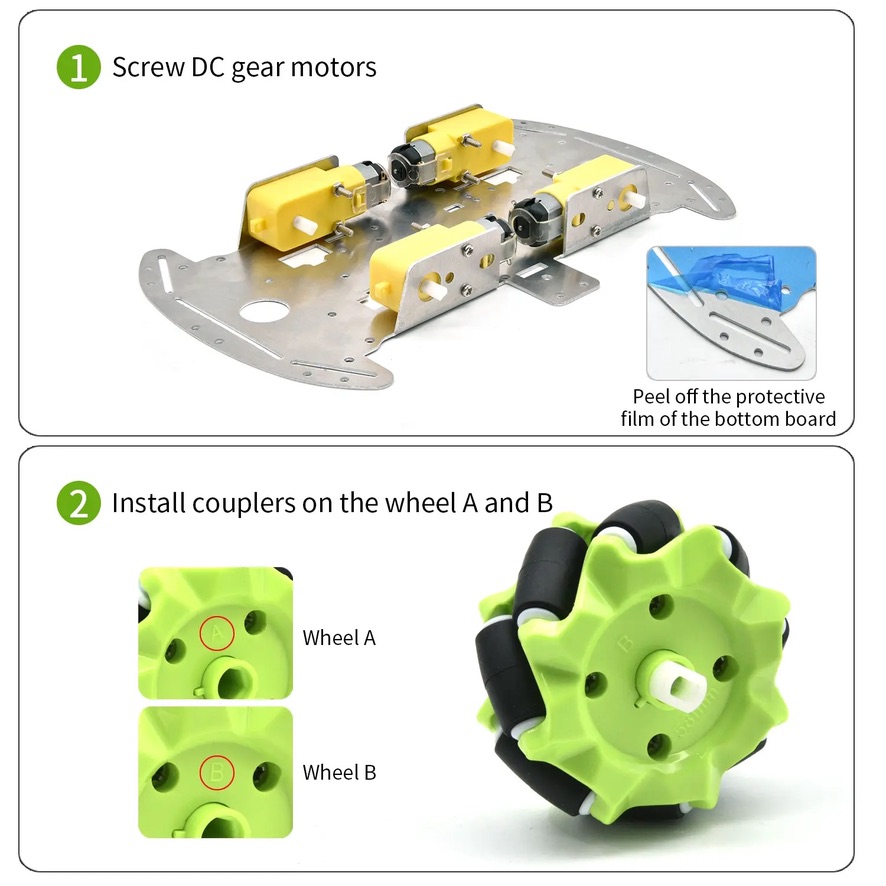 1 Screw DC gear motors
Peel off the protective
film of the bottom board
2 Install couplers on the wheel A and B
A
Wheel A
B
Wheel B
B